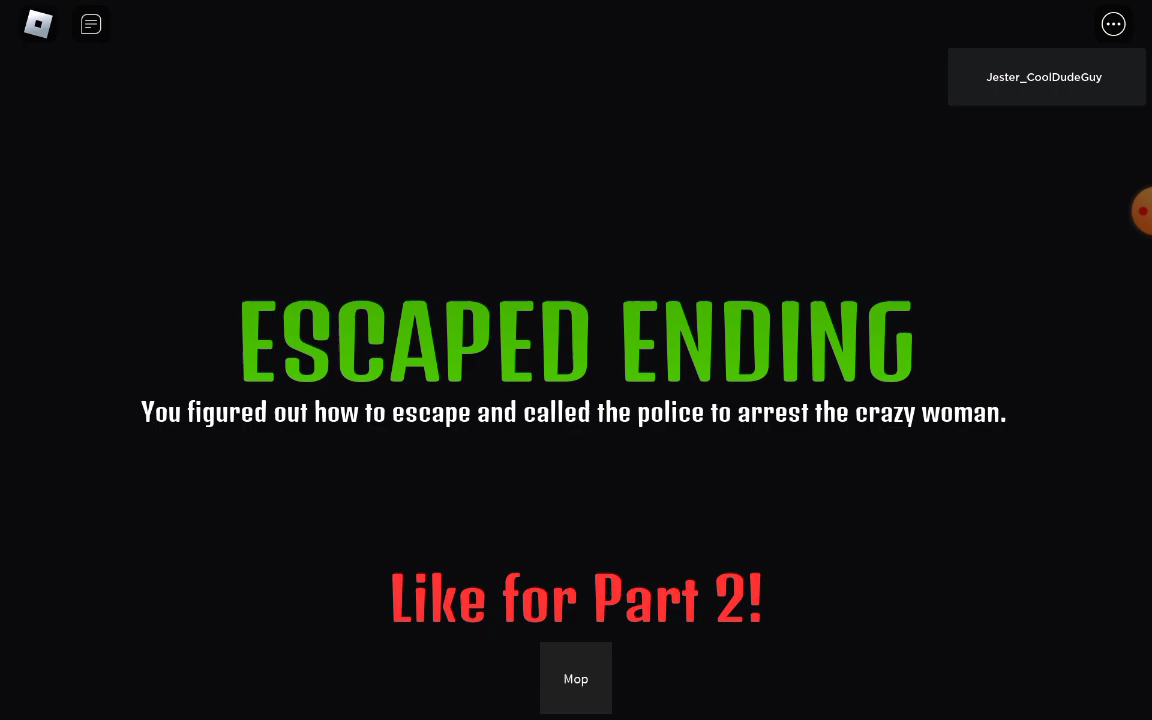 Jester_CoolDudeGuy
ESCAPED ENDING
You figured out how to escape and called the police to arrest the crazy woman.
Like for Part 2!
Mop